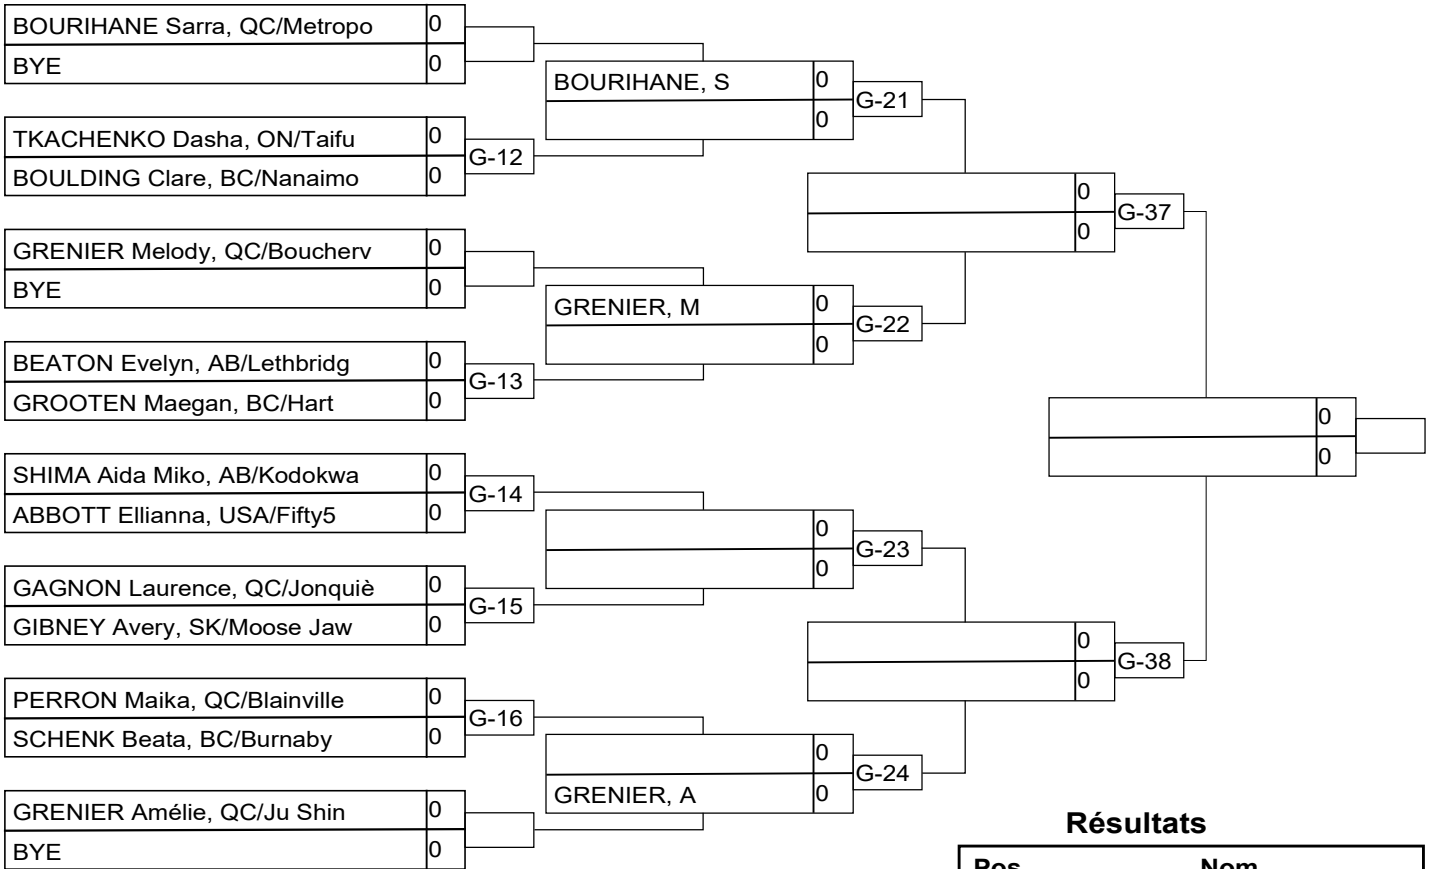 BOURIHANE Sarra, QC/Metropo 0
BYE 0
TKACHENKO Dasha, ON/Taifu 0
BOULDING Clare, BC/Nanaimo 0
G-12
GRENIER Melody, QC/Boucherv 0
BYE 0
BEATON Evelyn, AB/Lethbridg 0
GROOTEN Maegan, BC/Hart 0
G-13
SHIMA Aida Miko, AB/Kodokwa 0
ABBOTT Ellianna, USA/Fifty5 0
G-14
GAGNON Laurence, QC/Jonquiè 0
GIBNEY Avery, SK/Moose Jaw 0
G-15
PERRON Maika, QC/Blainville 0
SCHENK Beata, BC/Burnaby 0
G-16
GRENIER Amélie, QC/Ju Shin 0
BYE 0
BOURIHANE, S 0
0
G-21
GRENIER, M 0
0
G-22
0
0
G-23
0
GRENIER, A 0
G-24
0
0
G-37
0
0
G-38
0
0
Résultats
Pos Nom